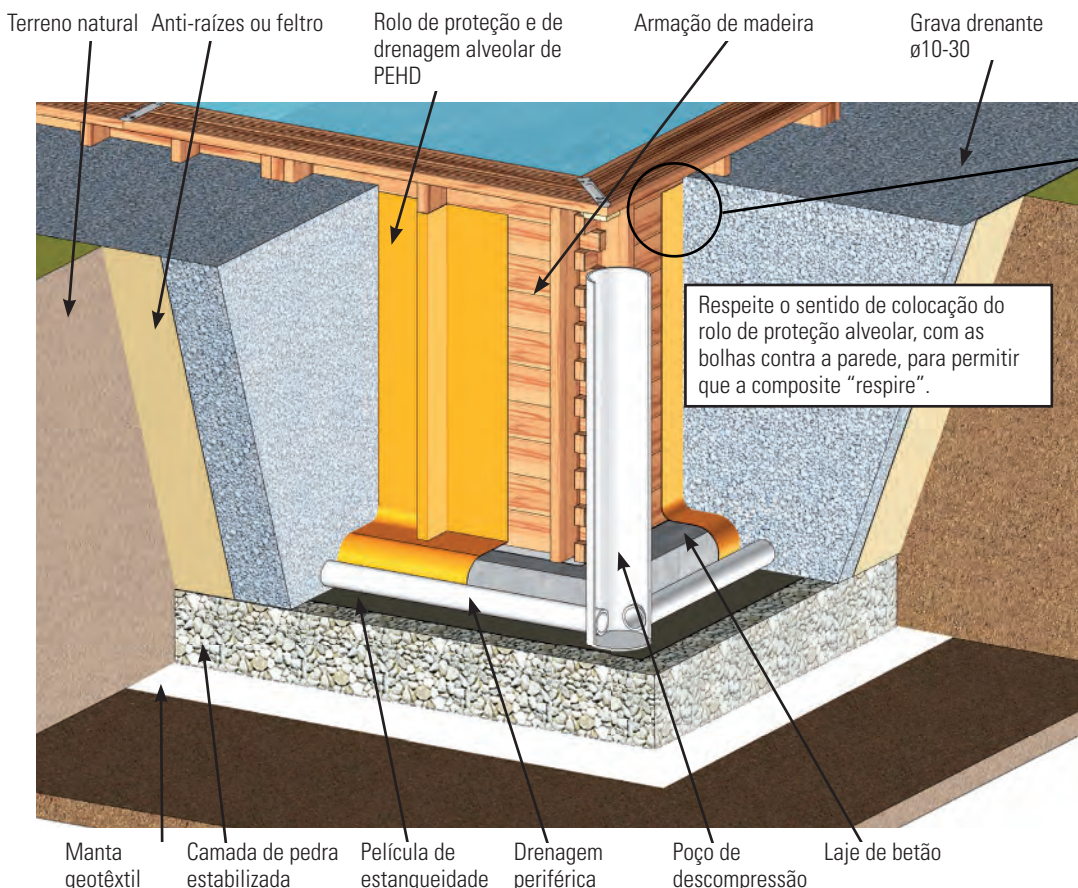 Terreno natural
Anti-raízes ou feltro
Rolo de proteção e de
drenagem alveolar de
PEHD
Armação de madeira
Grava drenante
ø10-30
Respeite o sentido de colocação do
rolo de proteção alveolar, com as
bolhas contra a parede, para permitir
que a composite “respire”.
Manta
geotêxtil
Camada de pedra
estabilizada
Película de
estanqueidade
Drenagem
periférica
Poço de
descompressão
Laje de betão